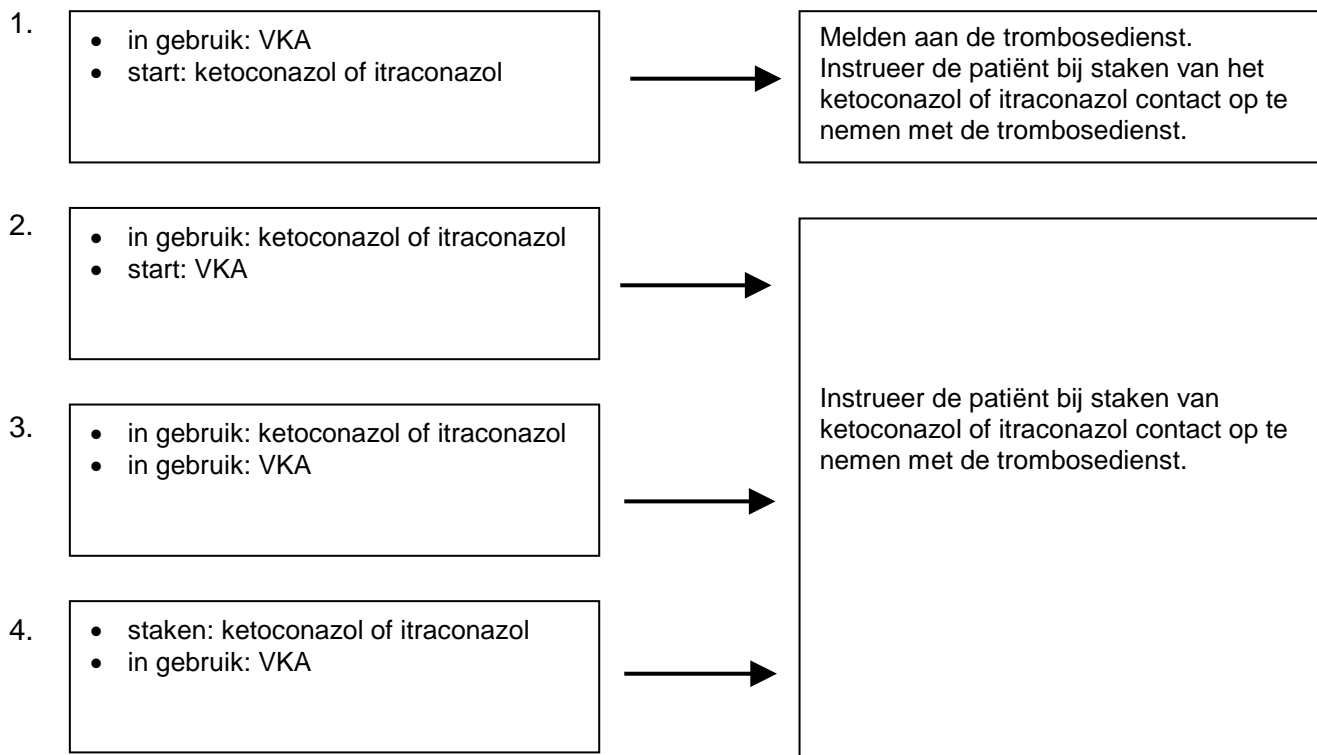 1.
• in gebruik: VKA
• start: ketoconazol of itraconazol
Melden aan de trombosedienst.
Instrueer de patiënt bij staken van het
ketoconazol of itraconazol contact op te
nemen met de trombosedienst.
2.
• in gebruik: ketoconazol of itraconazol
• start: VKA
3.
• in gebruik: ketoconazol of itraconazol
• in gebruik: VKA
Instrueer de patiënt bij staken van
ketoconazol of itraconazol contact op te
nemen met de trombosedienst.
4.
• staken: ketoconazol of itraconazol
• in gebruik: VKA